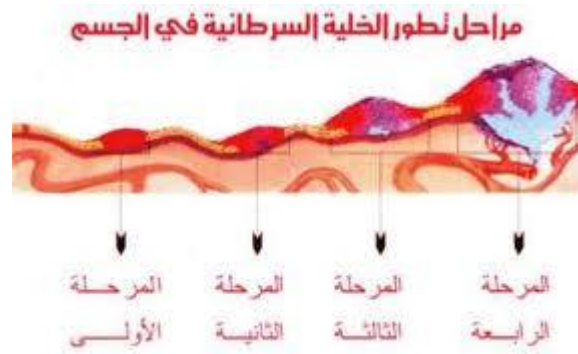 مراحل تطور الخلية السرطانية في الجسم
المرحلة الرابعة
المرحلة الثالثة
المرحلة الثانية
المرحلة الأولى